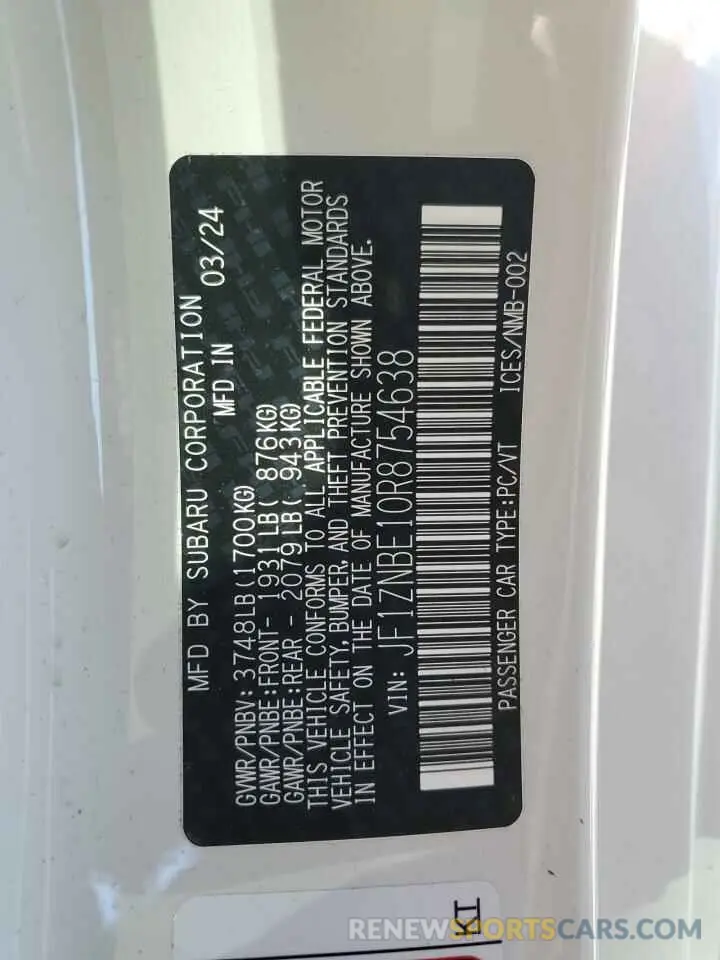 MFD BY SUBARU CORPORATION
MFD IN 03/24
GVWR/PNBV: 3748LB(1700KG)
GAWR/PNBE:FRONT- 1931LB( 876KG)
GAWR/PNBE:REAR - 2079LB( 943KG)
THIS VEHICLE CONFORMS TO ALL APPLICABLE FEDERAL MOTOR
VEHICLE SAFETY, BUMPER, AND THEFT PREVENTION STANDARDS
IN EFFECT ON THE DATE OF MANUFACTURE SHOWN ABOVE.
VIN: JF1ZNBE10R8754638
PASSENGER CAR TYPE:PC/VT ICES/NMB-002
RENEWSPORTSCARS.COM